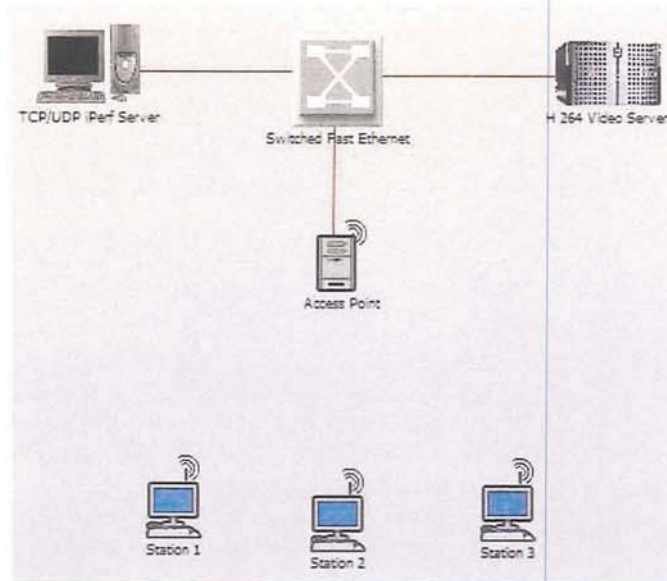 TCP/UDP iPerf Server
H 264 Video Server
Switched Fast Ethernet
Access Point
Station 1
Station 2
Station 3